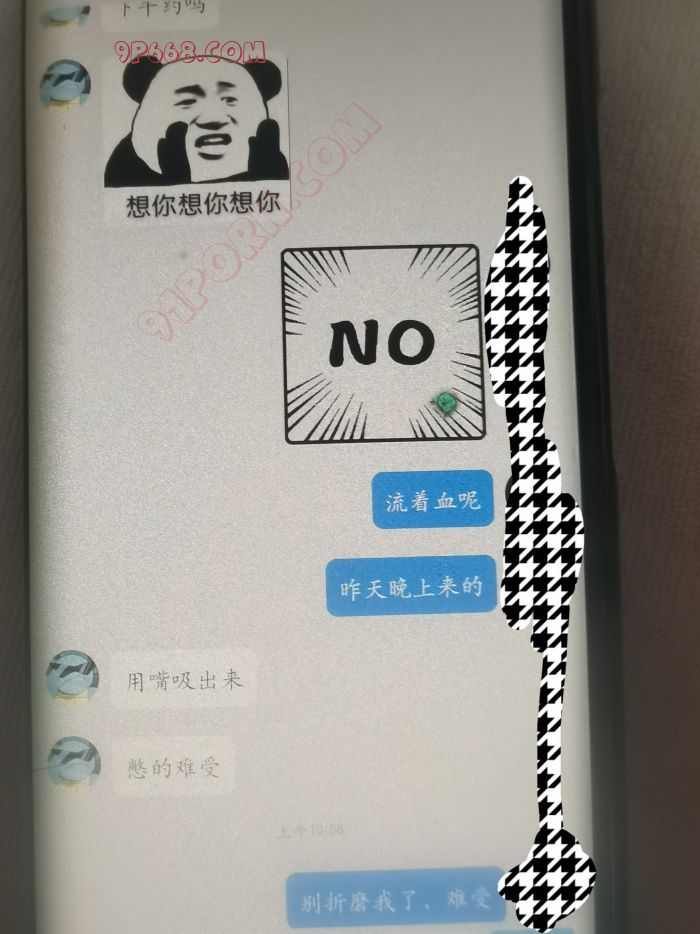 下午约吗
9P668.COM
想你想你想你
91PORN.COM
NO
流着血呢
昨天晚上来的
用嘴吸出来
憋的难受
上午10:56
别折磨我了，难受